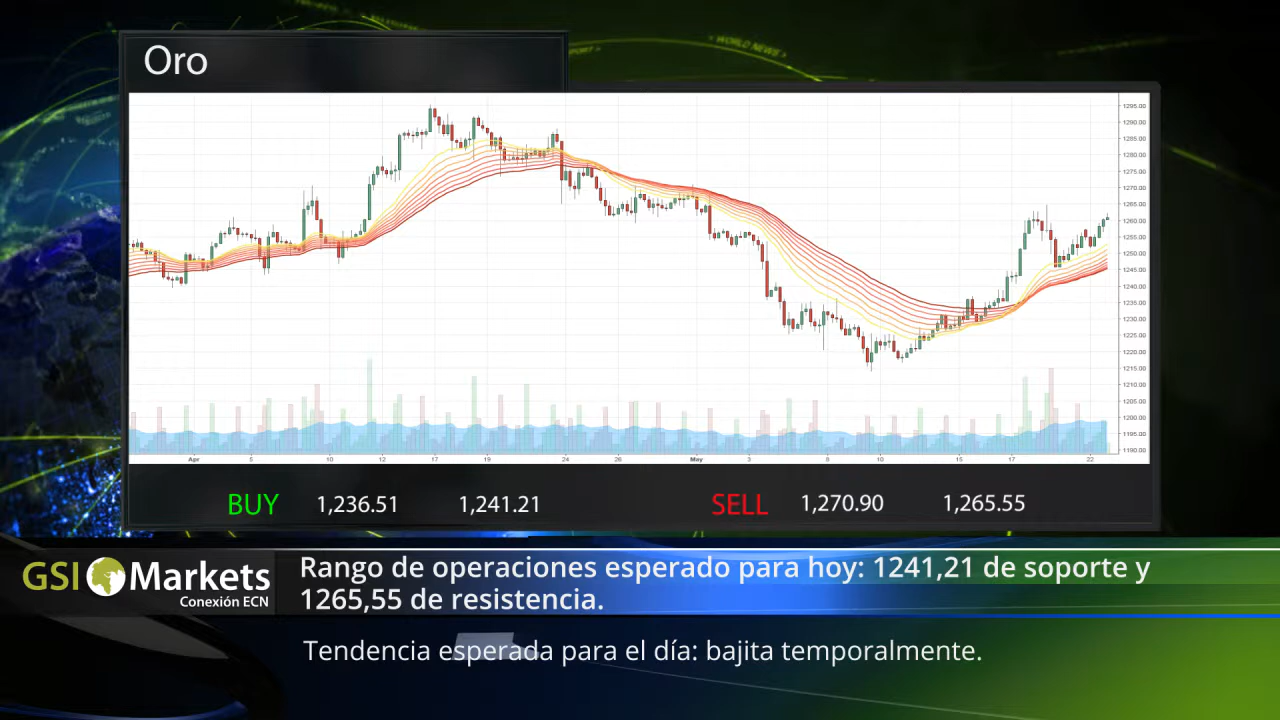 Oro
WORLD NEWS
1295.00
1290.00
1285.00
1280.00
1275.00
1270.00
1265.00
1260.00
1255.00
1250.00
1245.00
1240.00
1235.00
1230.00
1225.00
1220.00
1215.00
1210.00
1205.00
1200.00
1195.00
1190.00
Apr 5 10 12 17 19 24 26 May 3 8 10 15 17 22
BUY 1,236.51 1,241.21 SELL 1,270.90 1,265.55
GSI Markets
Conexión ECN
Rango de operaciones esperado para hoy: 1241,21 de soporte y
1265,55 de resistencia.
Tendencia esperada para el día: bajita temporalmente.